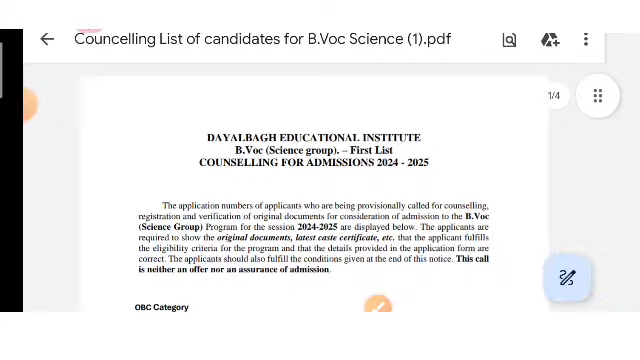 Councelling List of candidates for B.Voc Science (1).pdf
1/4
DAYALBAGH EDUCATIONAL INSTITUTE
B.Voc (Science group). – First List
COUNSELLING FOR ADMISSIONS 2024 - 2025
The application numbers of applicants who are being provisionally called for counselling,
registration and verification of original documents for consideration of admission to the B.Voc
(Science Group) Program for the session 2024-2025 are displayed below. The applicants are
required to show the original documents, latest caste certificate, etc. that the applicant fulfills
the eligibility criteria for the program and that the details provided in the application form are
correct. The applicants should also fulfill the conditions given at the end of this notice. This call
is neither an offer nor an assurance of admission.
OBC Category